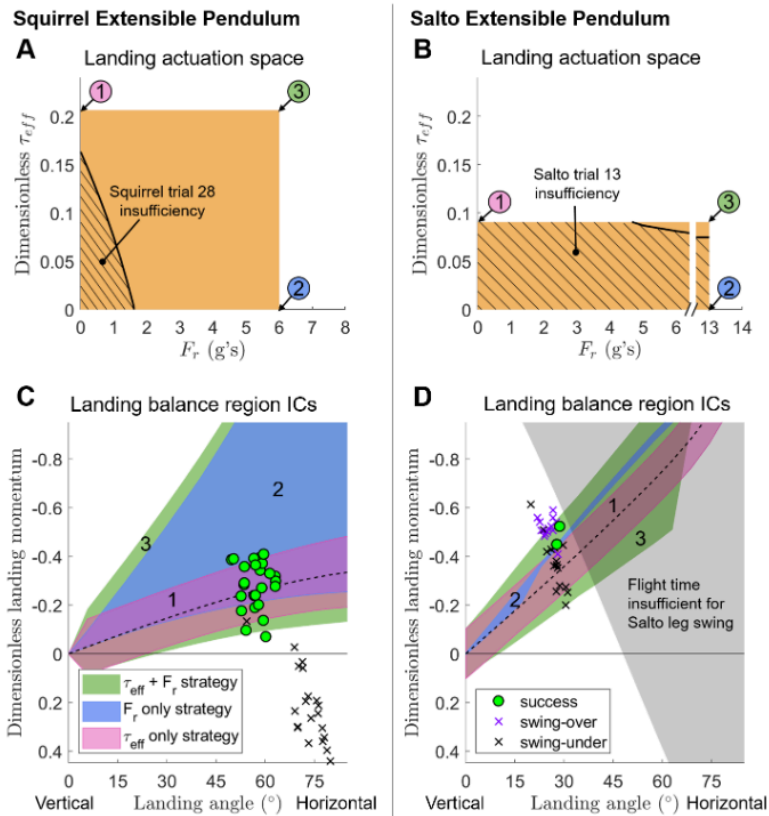 Squirrel Extensible Pendulum
A
Landing actuation space
Dimensionless τeff
0.2
0.15
0.1
0.05
0
1
3
2
Squirrel trial 28
insufficiency
0 1 2 3 4 5 6 7 8
Fr (g's)
Salto Extensible Pendulum
B
Landing actuation space
Dimensionless τeff
0.2
0.15
0.1
0.05
0
Salto trial 13
insufficiency
1
3
2
0 1 2 3 4 5 6 13 14
Fr (g's)
C
Landing balance region ICs
Dimensionless landing momentum
-0.8
-0.6
-0.4
-0.2
0
0.2
0.4
2
3
1
τeff + Fr strategy
Fr only strategy
τeff only strategy
0 15 30 45 60 75
Vertical Landing angle (°) Horizontal
D
Landing balance region ICs
Dimensionless landing momentum
-0.8
-0.6
-0.4
-0.2
0
0.2
0.4
1
3
2
Flight time
insufficient for
Salto leg swing
success
swing-over
swing-under
0 15 30 45 60 75
Vertical Landing angle (°) Horizontal